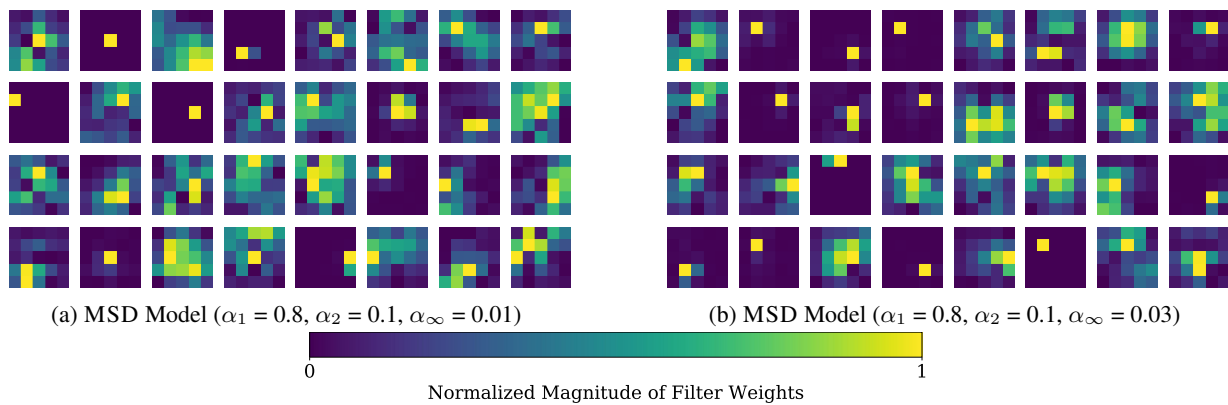 (a) MSD Model (α₁ = 0.8, α₂ = 0.1, α∞ = 0.01)
(b) MSD Model (α₁ = 0.8, α₂ = 0.1, α∞ = 0.03)
0 1
Normalized Magnitude of Filter Weights